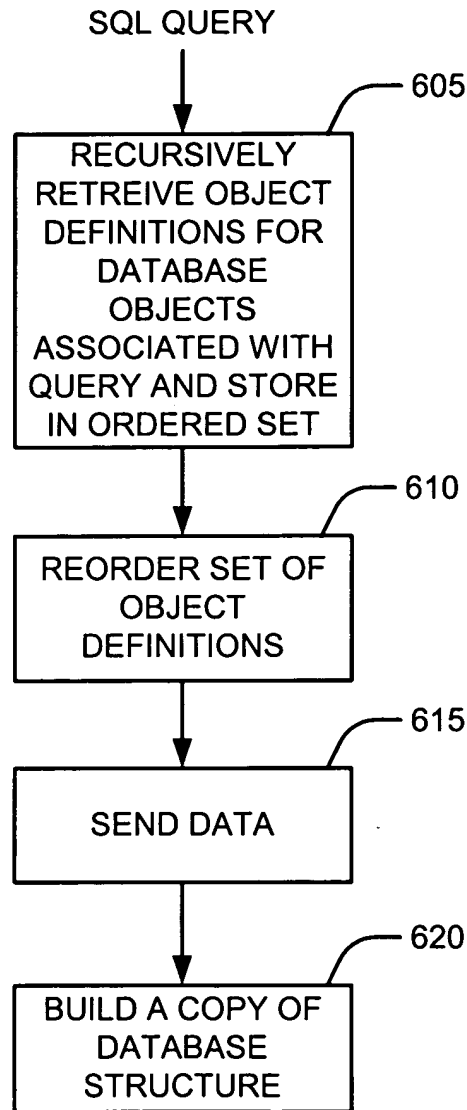 SQL QUERY
605
RECURSIVELY
RETREIVE OBJECT
DEFINITIONS FOR
DATABASE
OBJECTS
ASSOCIATED WITH
QUERY AND STORE
IN ORDERED SET
610
REORDER SET OF
OBJECT
DEFINITIONS
615
SEND DATA
620
BUILD A COPY OF
DATABASE
STRUCTURE